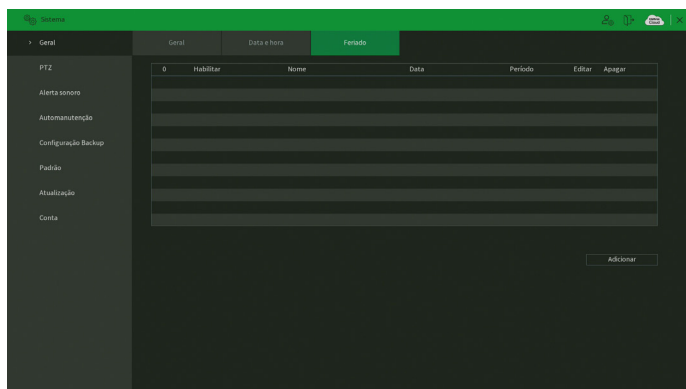 Sistema
Geral
Geral
Data e hora
Feriado
PTZ
0 Habilitar Nome Data Período Editar Apagar
Alerta sonoro
Automanutenção
Configuração Backup
Padrão
Atualização
Conta
Adicionar